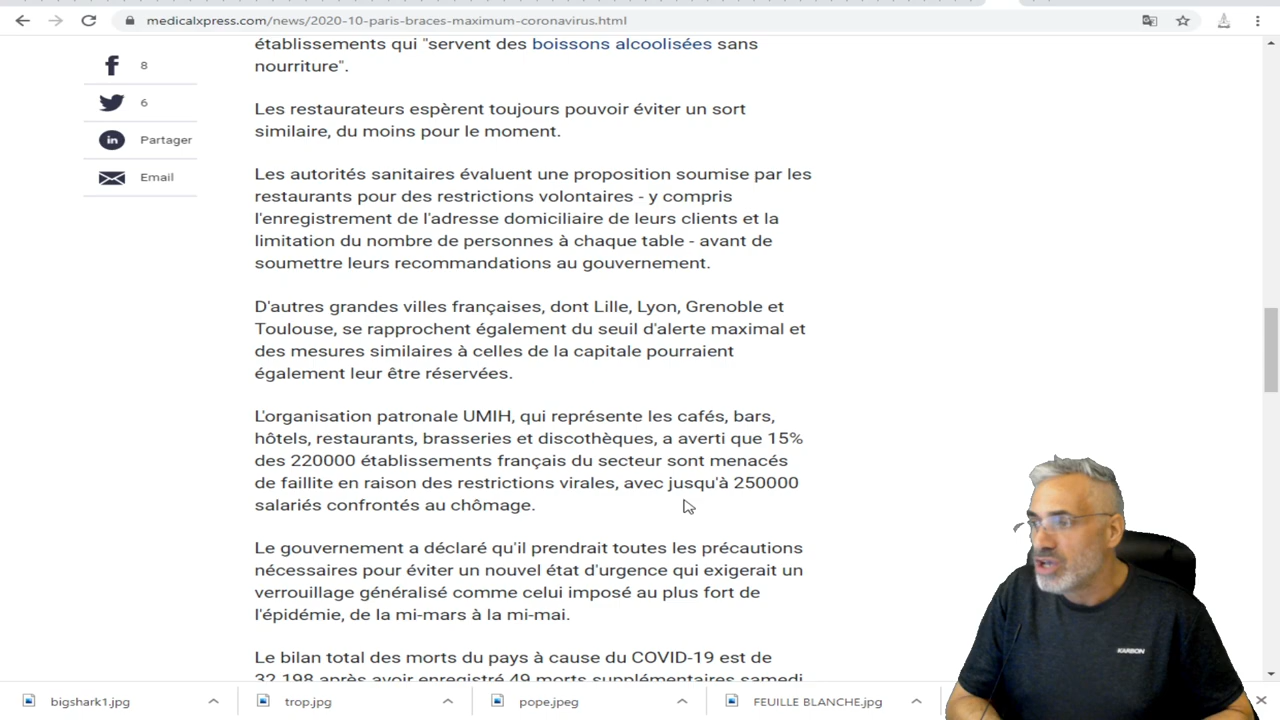 medicalxpress.com/news/2020-10-paris-braces-maximum-coronavirus.html
8
6
Partager
Email
établissements qui "servent des boissons alcoolisées sans
nourriture".
Les restaurateurs espèrent toujours pouvoir éviter un sort
similaire, du moins pour le moment.
Les autorités sanitaires évaluent une proposition soumise par les
restaurants pour des restrictions volontaires - y compris
l'enregistrement de l'adresse domiciliaire de leurs clients et la
limitation du nombre de personnes à chaque table - avant de
soumettre leurs recommandations au gouvernement.
D'autres grandes villes françaises, dont Lille, Lyon, Grenoble et
Toulouse, se rapprochent également du seuil d'alerte maximal et
des mesures similaires à celles de la capitale pourraient
également leur être réservées.
L'organisation patronale UMIH, qui représente les cafés, bars,
hôtels, restaurants, brasseries et discothèques, a averti que 15%
des 220000 établissements français du secteur sont menacés
de faillite en raison des restrictions virales, avec jusqu'à 250000
salariés confrontés au chômage.
Le gouvernement a déclaré qu'il prendrait toutes les précautions
nécessaires pour éviter un nouvel état d'urgence qui exigerait un
verrouillage généralisé comme celui imposé au plus fort de
l'épidémie, de la mi-mars à la mi-mai.
Le bilan total des morts du pays à cause du COVID-19 est de
32 198 après avoir enregistré 49 morts supplémentaires samedi
KARBON
bigshark1.jpg
trop.jpg
pope.jpeg
FEUILLE BLANCHE.jpg